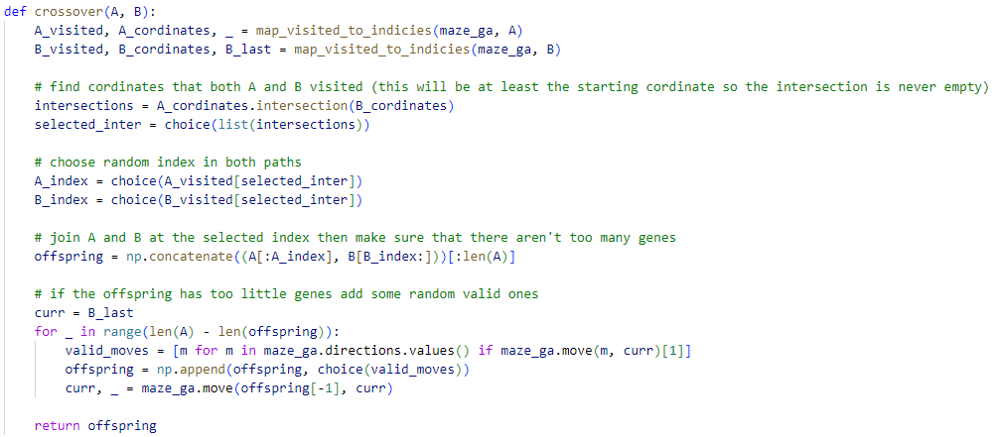 def crossover(A, B):
    A_visited, A_cordinates, _ = map_visited_to_indicies(maze_ga, A)
    B_visited, B_cordinates, B_last = map_visited_to_indicies(maze_ga, B)

    # find cordinates that both A and B visited (this will be at least the starting cordinate so the intersection is never empty)
    intersections = A_cordinates.intersection(B_cordinates)
    selected_inter = choice(list(intersections))

    # choose random index in both paths
    A_index = choice(A_visited[selected_inter])
    B_index = choice(B_visited[selected_inter])

    # join A and B at the selected index then make sure that there aren't too many genes
    offspring = np.concatenate((A[:A_index], B[B_index:]))[:len(A)]

    # if the offspring has too little genes add some random valid ones
    curr = B_last
    for _ in range(len(A) - len(offspring)):
        valid_moves = [m for m in maze_ga.directions.values() if maze_ga.move(m, curr)[1]]
        offspring = np.append(offspring, choice(valid_moves))
        curr, _ = maze_ga.move(offspring[-1], curr)

    return offspring